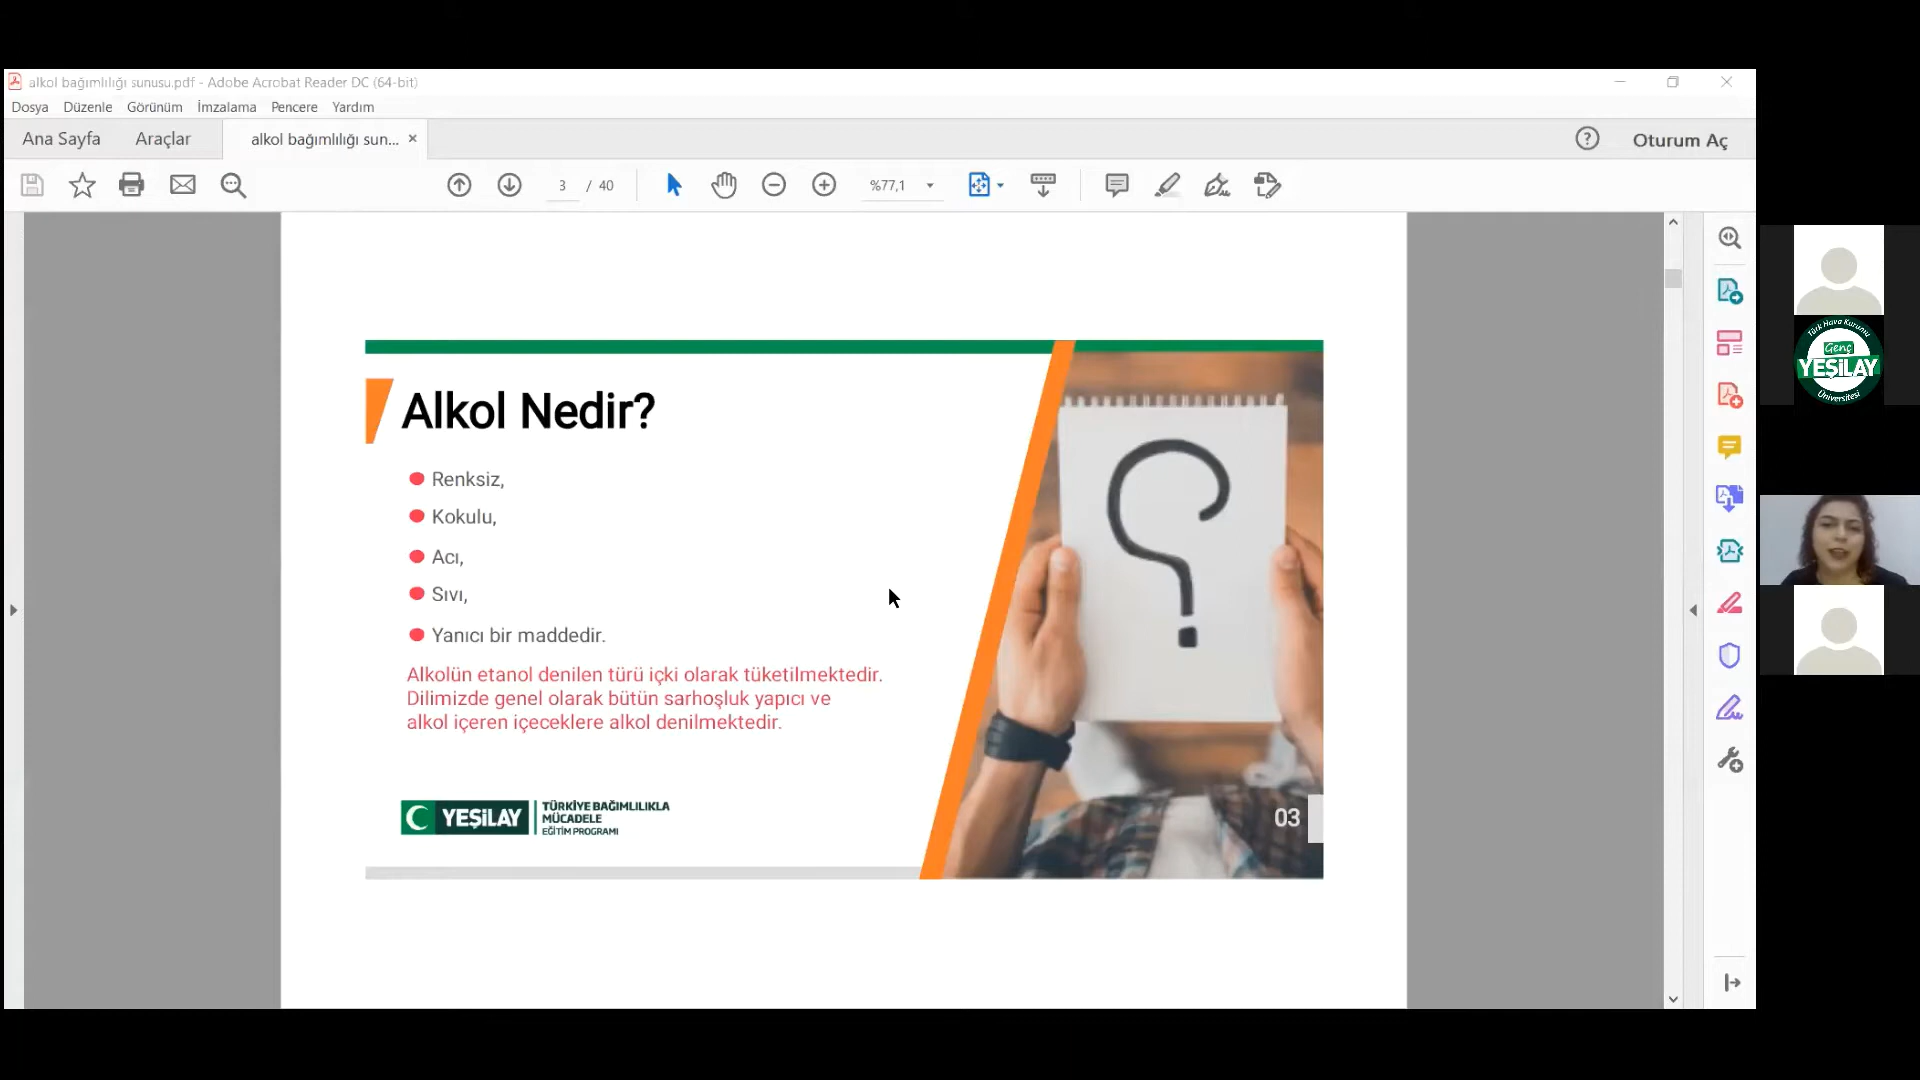 alkol bağımlılığı sunusu.pdf - Adobe Acrobat Reader DC (64-bit)
Dosya Düzenle Görünüm İmzalama Pencere Yardım
Ana Sayfa Araçlar alkol bağımlılığı sun... Oturum Aç
3 / 40 %77,1
Alkol Nedir?
Renksiz,
Kokulu,
Acı,
Sıvı,
Yanıcı bir maddedir.
Alkolün etanol denilen türü içki olarak tüketilmektedir.
Dilimizde genel olarak bütün sarhoşluk yapıcı ve
alkol içeren içeceklere alkol denilmektedir.
YEŞİLAY
TÜRKİYE BAĞIMLILIKLA
MÜCADELE
EĞİTİM PROGRAMI
?
03
Türk Hava Kurumu
Genç
YEŞİLAY
Üniversitesi